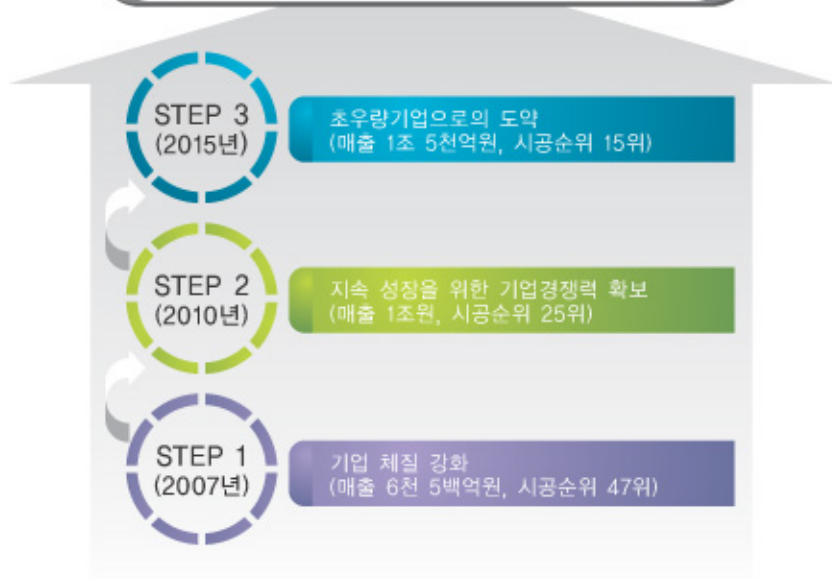 STEP 3
(2015년)
초우량기업으로의 도약
(매출 1조 5천억원, 시공순위 15위)
STEP 2
(2010년)
지속 성장을 위한 기업경쟁력 확보
(매출 1조원, 시공순위 25위)
STEP 1
(2007년)
기업 체질 강화
(매출 6천 5백억원, 시공순위 47위)